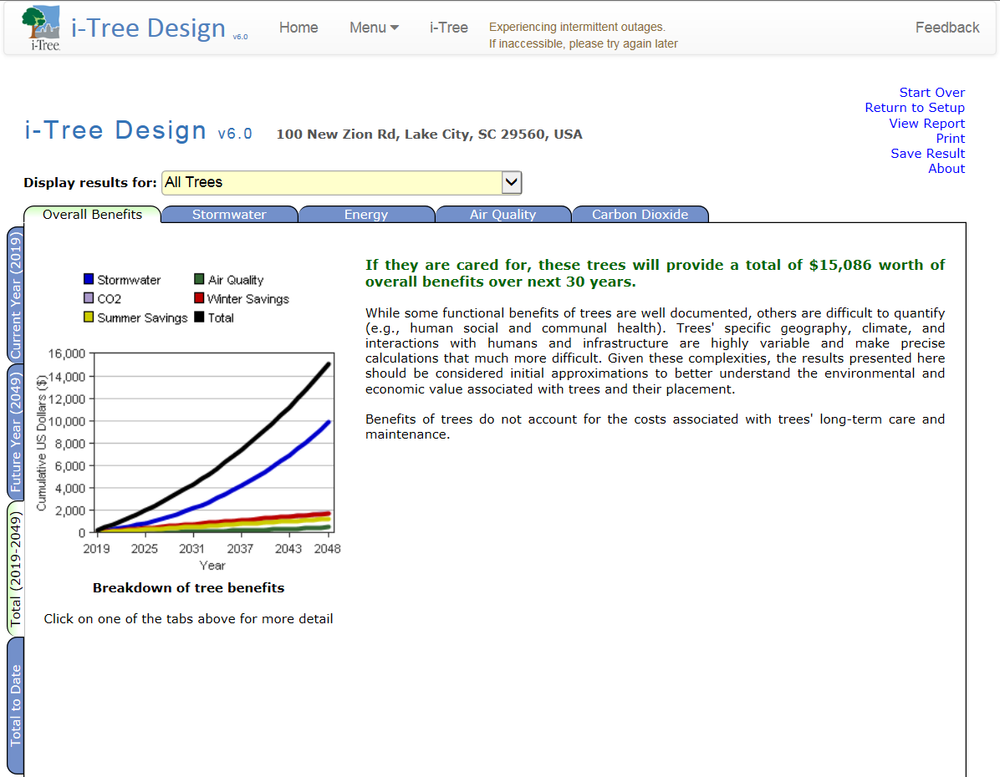 i-Tree
i-Tree Design v6.0
Home
Menu
i-Tree
Experiencing intermittent outages.
If inaccessible, please try again later
Feedback
Start Over
Return to Setup
View Report
Print
Save Result
About
i-Tree Design v6.0
100 New Zion Rd, Lake City, SC 29560, USA
Display results for:
All Trees
Overall Benefits
Stormwater
Energy
Air Quality
Carbon Dioxide
Current Year (2019)
Future Year (2049)
Total (2019-2049)
Total to Date
Stormwater
Air Quality
CO2
Winter Savings
Summer Savings
Total
Cumulative US Dollars ($)
16,000
14,000
12,000
10,000
8,000
6,000
4,000
2,000
0
2019
2025
2031
2037
2043
2048
Year
Breakdown of tree benefits
Click on one of the tabs above for more detail
If they are cared for, these trees will provide a total of $15,086 worth of
overall benefits over next 30 years.
While some functional benefits of trees are well documented, others are difficult to quantify
(e.g., human social and communal health). Trees' specific geography, climate, and
interactions with humans and infrastructure are highly variable and make precise
calculations that much more difficult. Given these complexities, the results presented here
should be considered initial approximations to better understand the environmental and
economic value associated with trees and their placement.
Benefits of trees do not account for the costs associated with trees' long-term care and
maintenance.